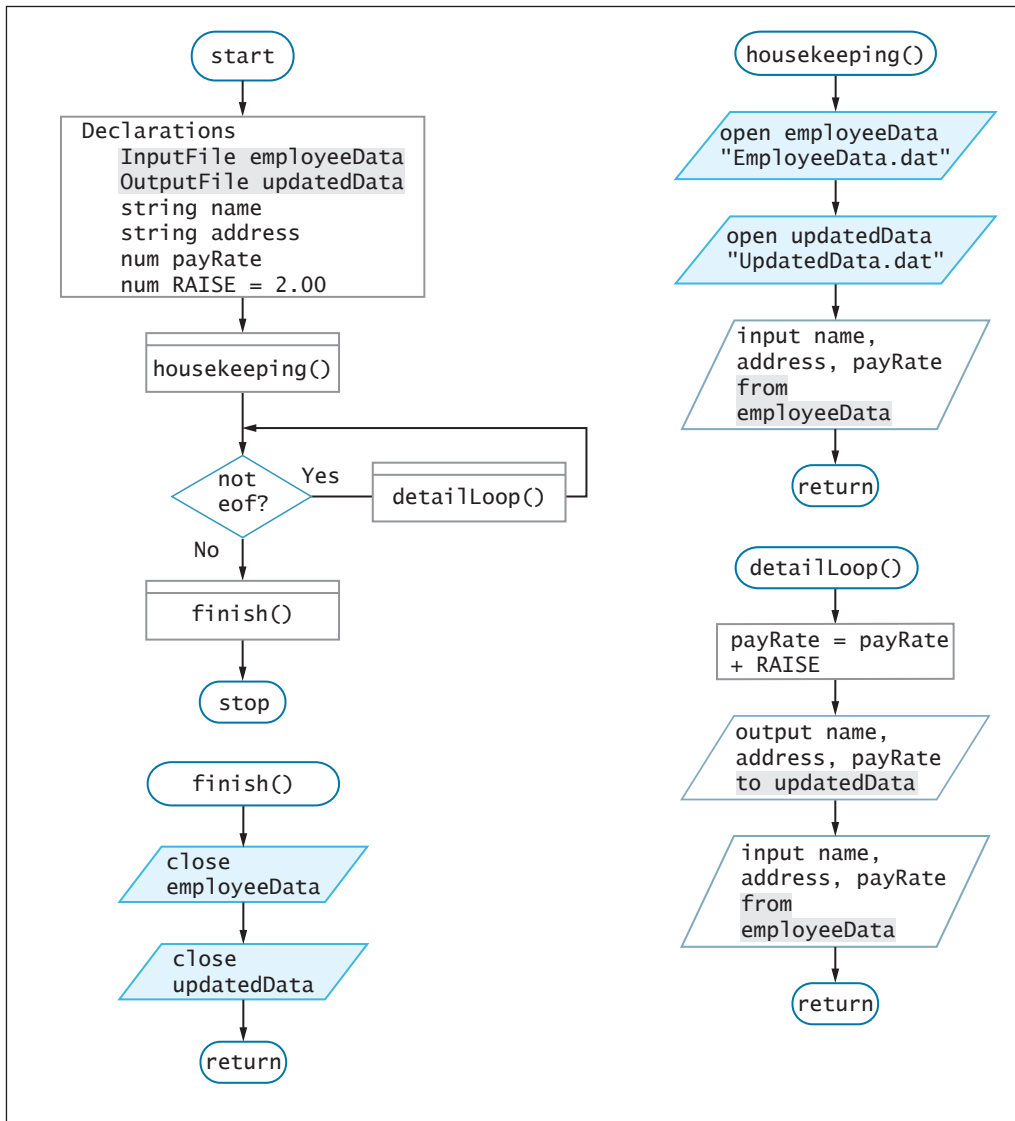 start
Declarations
InputFile employeeData
OutputFile updatedData
string name
string address
num payRate
num RAISE = 2.00
housekeeping()
not
eof?
Yes
detailLoop()
No
finish()
stop
finish()
close
employeeData
close
updatedData
return
housekeeping()
open employeeData
"EmployeeData.dat"
open updatedData
"UpdatedData.dat"
input name,
address, payRate
from
employeeData
return
detailLoop()
payRate = payRate
+ RAISE
output name,
address, payRate
to updatedData
input name,
address, payRate
from
employeeData
return